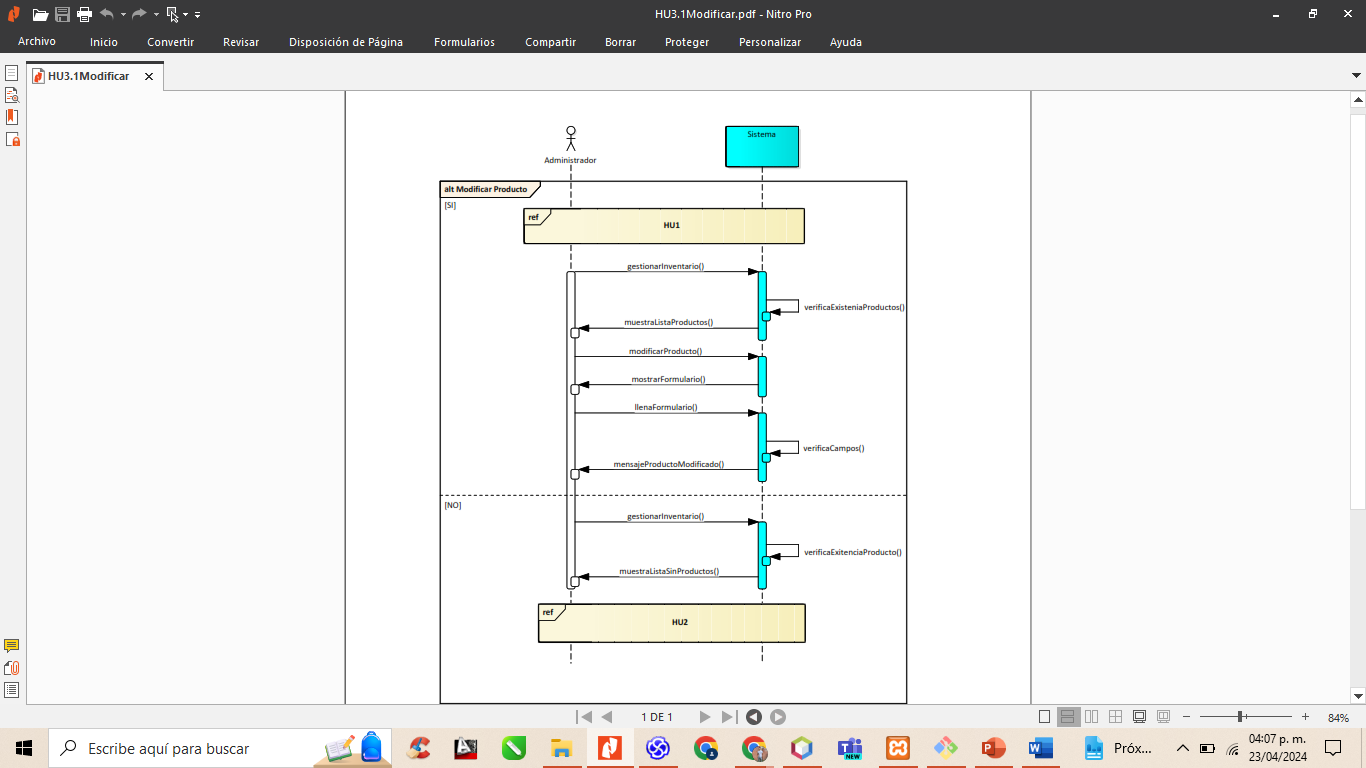 HU3.1Modificar.pdf - Nitro Pro
Archivo Inicio Convertir Revisar Disposición de Página Formularios Compartir Borrar Proteger Personalizar Ayuda
HU3.1Modificar
Sistema
Administrador
alt Modificar Producto
[SI]
ref
HU1
gestionarInventario()
verificaExisteniaProductos()
muestraListaProductos()
modificarProducto()
mostrarFormulario()
llenaFormulario()
verificaCampos()
mensajeProductoModificado()
[NO]
gestionarInventario()
verificaExitenciaProducto()
muestraListaSinProductos()
ref
HU2
1 DE 1
84%
Escribe aquí para buscar
NEW
Próx...
04:07 p. m.
23/04/2024